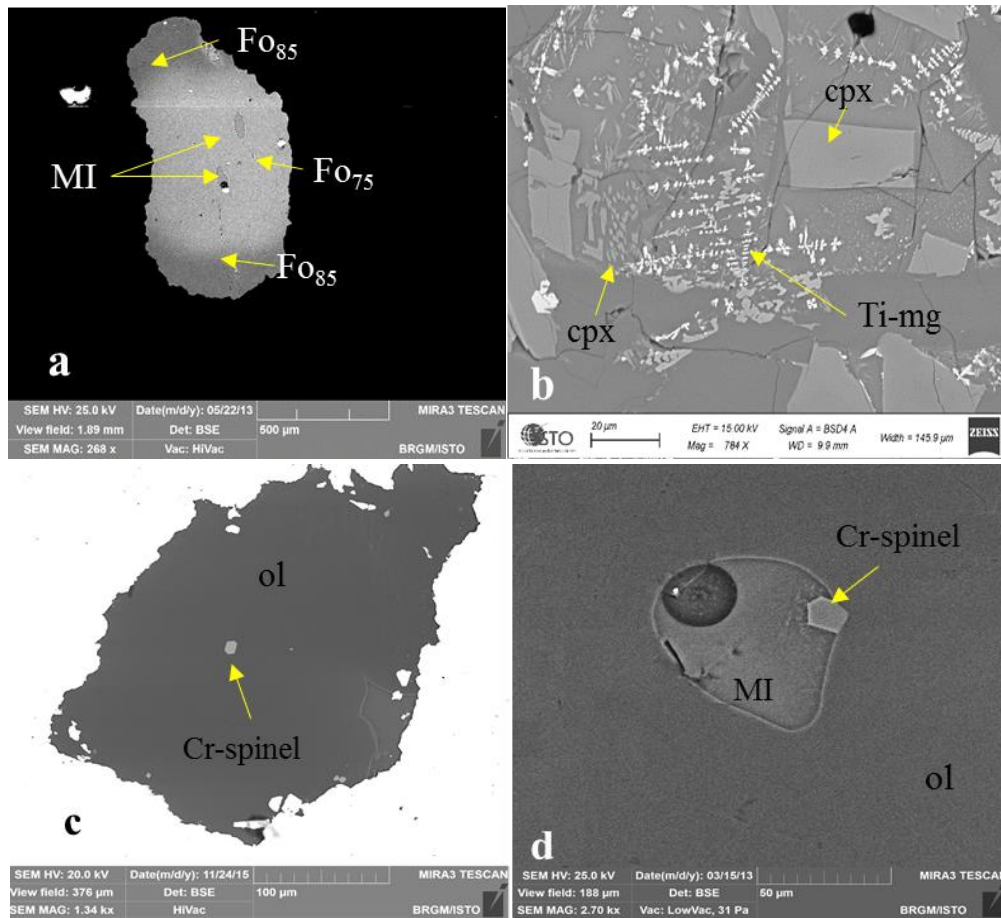 Fo85
MI
Fo75
Fo85
a
SEM HV: 25.0 kV Date(m/d/y): 05/22/13 MIRA3 TESCAN
View field: 1.89 mm Det: BSE 500 µm
SEM MAG: 268 x Vac: HiVac BRGM/ISTO
cpx
cpx
Ti-mg
b
ISTO 20 µm EHT = 15.00 kV Signal A = BSD4 A Width = 145.9 µm ZEISS
Mag = 784 X WD = 9.9 mm
ol
Cr-spinel
c
SEM HV: 20.0 kV Date(m/d/y): 11/24/15 MIRA3 TESCAN
View field: 376 µm Det: BSE 100 µm
SEM MAG: 1.34 kx HiVac BRGM/ISTO
Cr-spinel
MI
ol
d
SEM HV: 25.0 kV Date(m/d/y): 03/15/13 MIRA3 TESCAN
View field: 188 µm Det: BSE 50 µm
SEM MAG: 2.70 kx Vac: LowVac, 31 Pa BRGM/ISTO